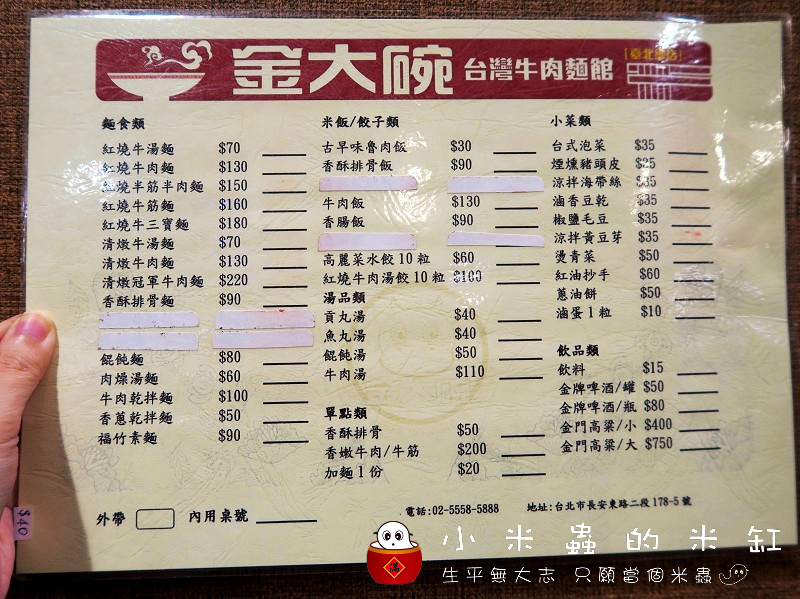 金大碗 台灣牛肉麵館
麵食類
紅燒牛湯麵 $70
紅燒牛肉麵 $130
紅燒半筋半肉麵 $150
紅燒牛筋麵 $160
紅燒牛三寶麵 $180
清燉牛湯麵 $70
清燉牛肉麵 $130
清燉冠軍牛肉麵 $220
香酥排骨麵 $90
餛飩麵 $80
肉燥湯麵 $60
牛肉乾拌麵 $100
香蔥乾拌麵 $50
福竹素麵 $90
米飯/餃子類
古早味魯肉飯 $30
香酥排骨飯 $90
牛肉飯 $130
香腸飯 $90
高麗菜水餃10粒 $60
紅燒牛肉湯餃10粒 $100
湯品類
貢丸湯 $40
魚丸湯 $40
餛飩湯 $50
牛肉湯 $110
單點類
香酥排骨 $50
香嫩牛肉/牛筋 $200
加麵1份 $20
小菜類
台式泡菜 $35
煙燻豬頭皮 $35
涼拌海帶絲 $35
滷香豆乾 $35
椒鹽毛豆 $35
涼拌黃豆芽 $35
燙青菜 $50
紅油抄手 $60
蔥油餅 $50
滷蛋1粒 $10
飲品類
飲料 $15
金牌啤酒/罐 $50
金牌啤酒/瓶 $80
金門高粱/小 $400
金門高粱/大 $750
外帶 內用桌號
電話:02-5558-5888 地址:台北市長安東路二段178-5號
$40
小米蟲的米缸
生平無大志 只願當個米蟲